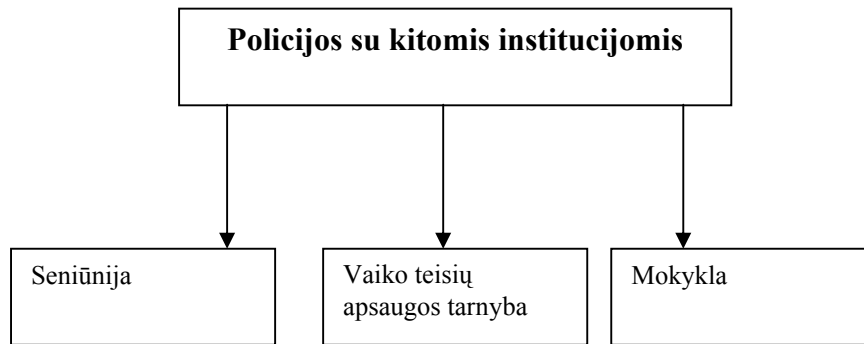 Policijos su kitomis institucijomis
Seniūnija
Vaiko teisių
apsaugos tarnyba
Mokykla